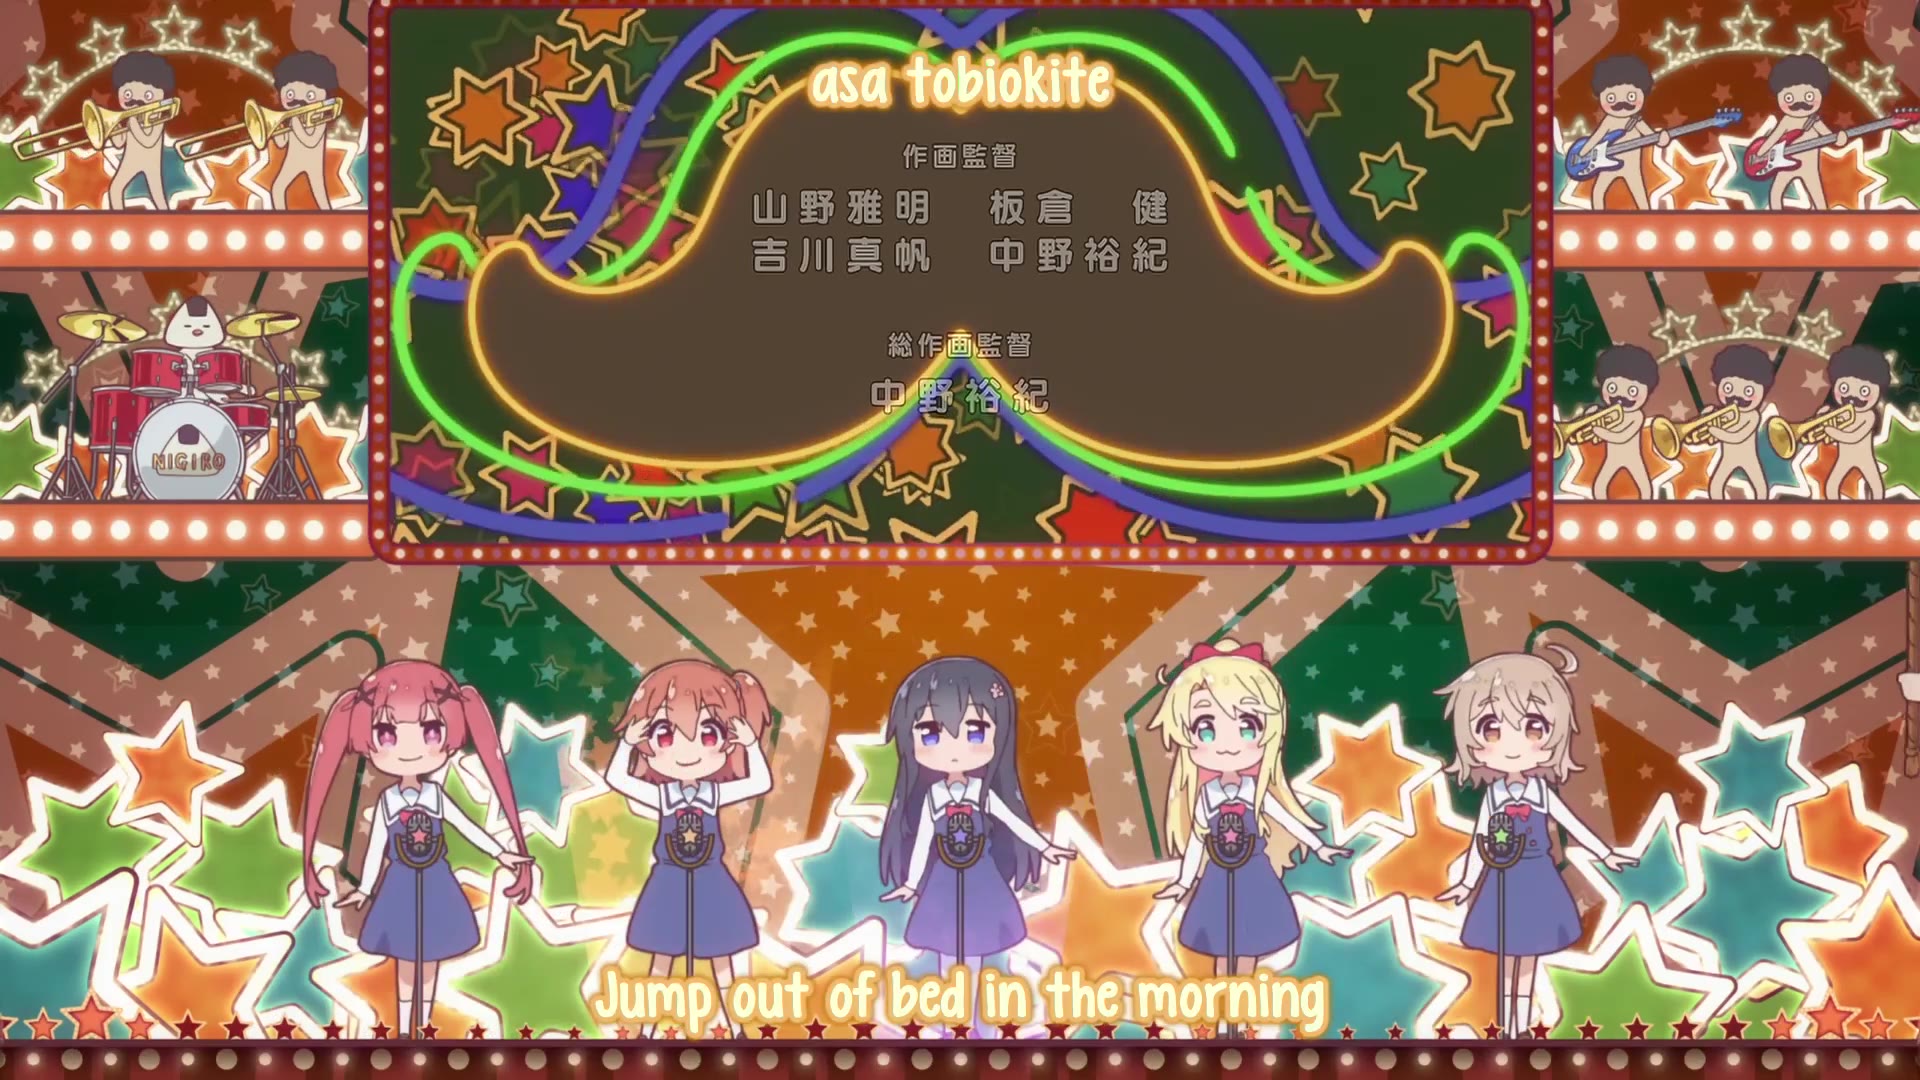 asa tobiokite
作画監督
山野雅明　板倉　健
吉川真帆　中野裕紀
総作画監督
中野裕紀
NIGIRO
Jump out of bed in the morning